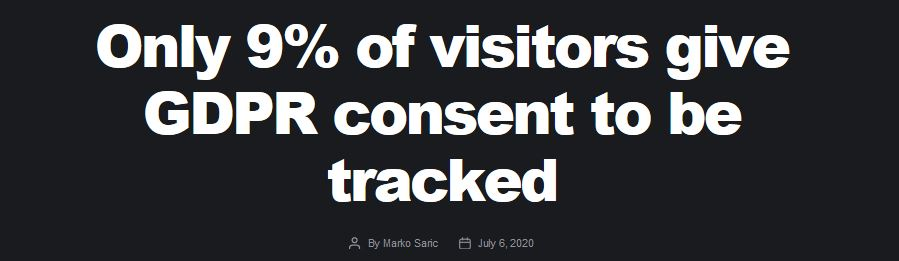 Only 9% of visitors give
GDPR consent to be
tracked
By Marko Saric July 6, 2020